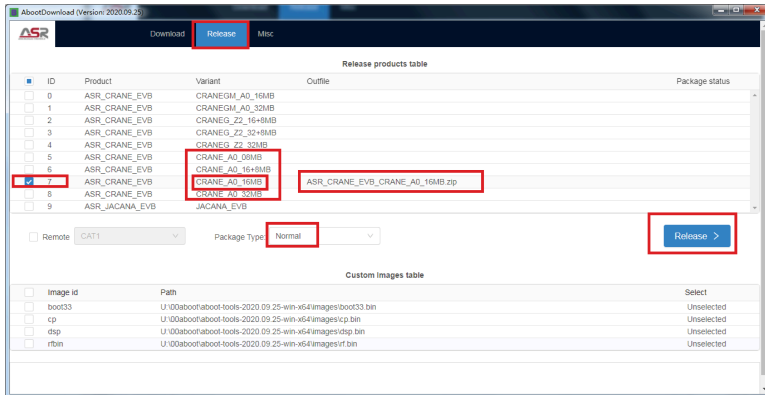 AbootDownload (Version: 2020.09.25)
ASR Download Release Misc
Release products table
ID Product Variant Outfile Package status
0 ASR_CRANE_EVB CRANEGM_A0_16MB
1 ASR_CRANE_EVB CRANEGM_A0_32MB
2 ASR_CRANE_EVB CRANEG_Z2_16+8MB
3 ASR_CRANE_EVB CRANEG_Z2_32+8MB
4 ASR_CRANE_EVB CRANEG_Z2_32MB
5 ASR_CRANE_EVB CRANE_A0_08MB
6 ASR_CRANE_EVB CRANE_A0_16+8MB
7 ASR_CRANE_EVB CRANE_A0_16MB ASR_CRANE_EVB_CRANE_A0_16MB.zip
8 ASR_CRANE_EVB CRANE_A0_32MB
9 ASR_JACANA_EVB JACANA_EVB
Remote CAT1 Package Type: Normal Release >
Custom Images table
Image id Path Select
boot33 U:\00aboot\aboot-tools-2020.09.25-win-x64\images\boot33.bin Unselected
cp U:\00aboot\aboot-tools-2020.09.25-win-x64\images\cp.bin Unselected
dsp U:\00aboot\aboot-tools-2020.09.25-win-x64\images\dsp.bin Unselected
rfbin U:\00aboot\aboot-tools-2020.09.25-win-x64\images\rf.bin Unselected